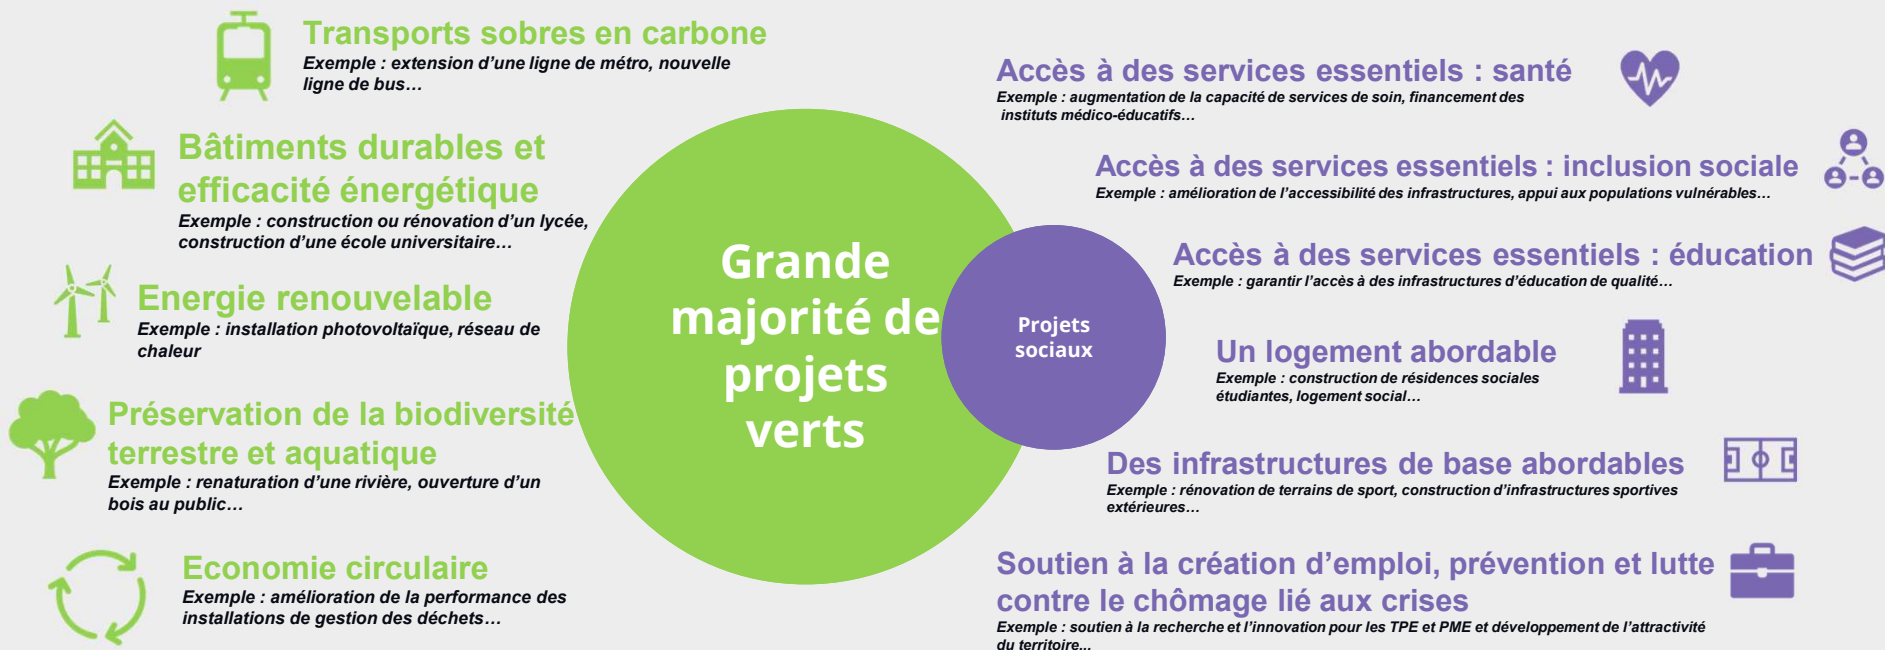 Transports sobres en carbone
Exemple : extension d’une ligne de métro, nouvelle
ligne de bus…
Bâtiments durables et
efficacité énergétique
Exemple : construction ou rénovation d’un lycée,
construction d’une école universitaire…
Energie renouvelable
Exemple : installation photovoltaïque, réseau de
chaleur
Préservation de la biodiversité
terrestre et aquatique
Exemple : renaturation d’une rivière, ouverture d’un
bois au public…
Economie circulaire
Exemple : amélioration de la performance des
installations de gestion des déchets…
Grande
majorité de
projets
verts
Projets
sociaux
Accès à des services essentiels : santé
Exemple : augmentation de la capacité de services de soin, financement des
instituts médico-éducatifs…
Accès à des services essentiels : inclusion sociale
Exemple : amélioration de l’accessibilité des infrastructures, appui aux populations vulnérables…
Accès à des services essentiels : éducation
Exemple : garantir l’accès à des infrastructures d’éducation de qualité…
Un logement abordable
Exemple : construction de résidences sociales
étudiantes, logement social…
Des infrastructures de base abordables
Exemple : rénovation de terrains de sport, construction d’infrastructures sportives
extérieures…
Soutien à la création d’emploi, prévention et lutte
contre le chômage lié aux crises
Exemple : soutien à la recherche et l’innovation pour les TPE et PME et développement de l’attractivité
du territoire...